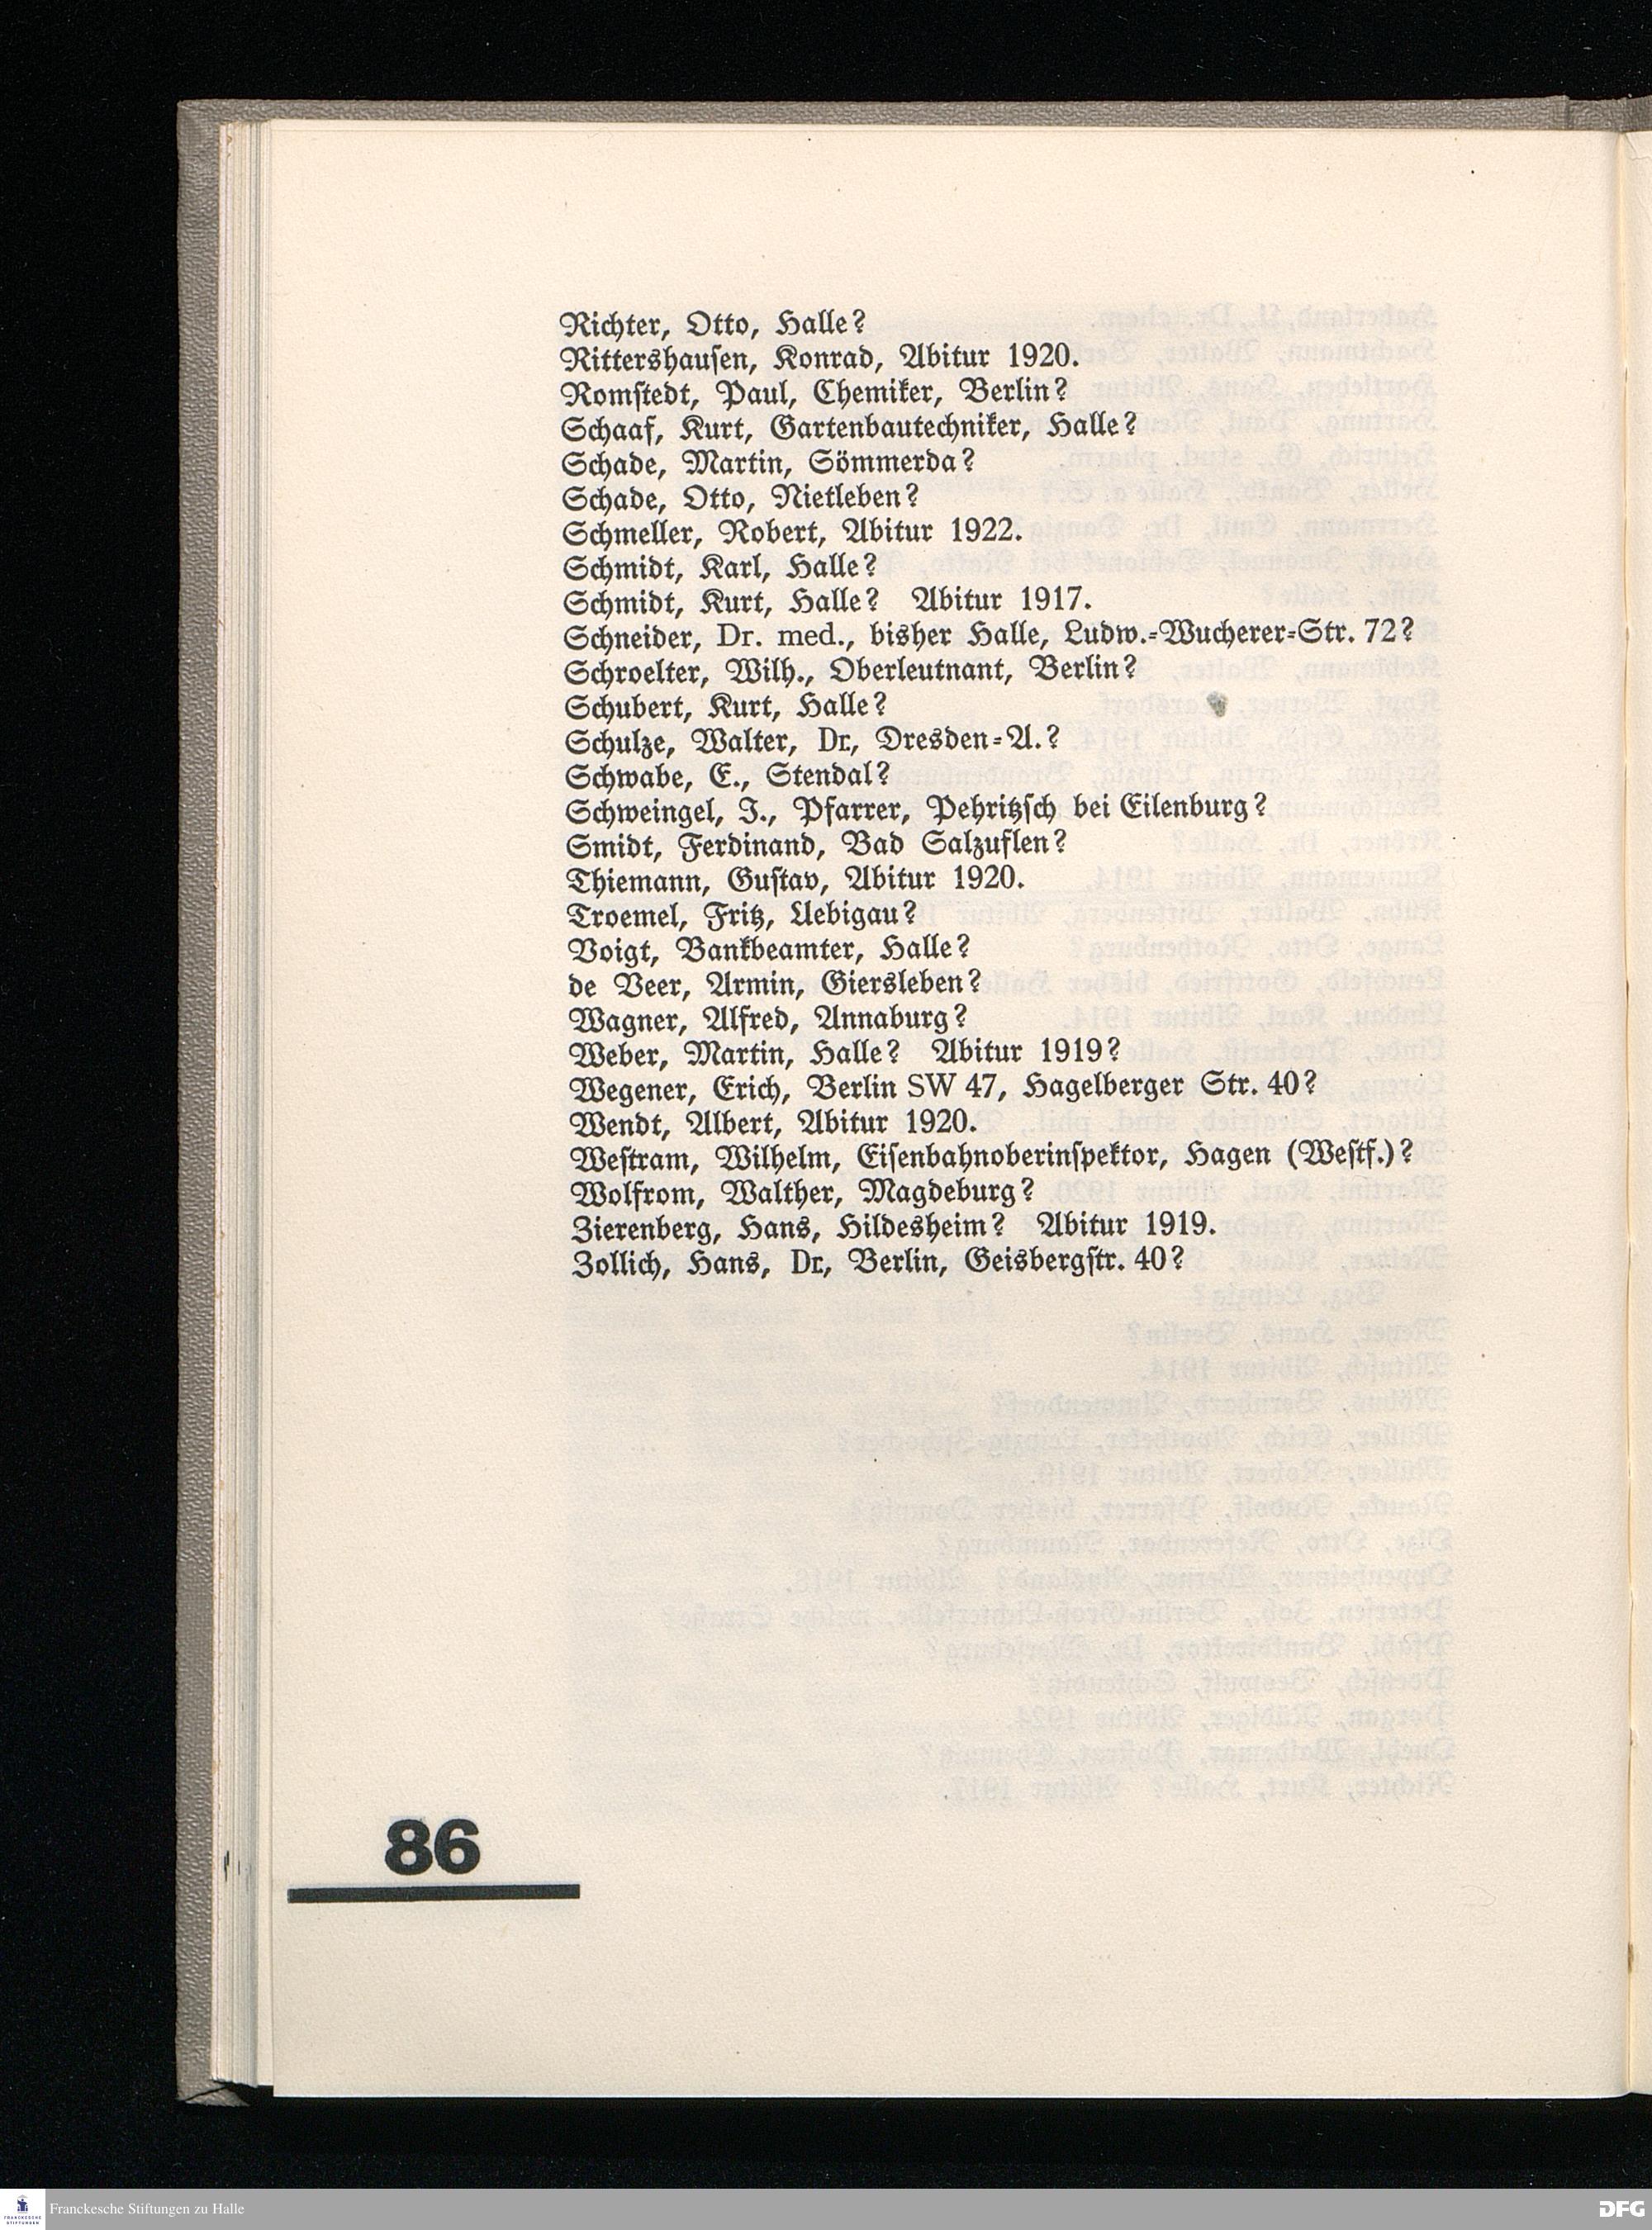 Richter, Otto, Halle?
Rittershausen, Konrad, Abitur 1920.
Romstedt, Paul, Chemiker, Berlin?
Schaaf, Kurt, Gartenbautechniker, Halle?
Schade, Martin, Sömmerda?
Schade, Otto, Nietleben?
Schmeller, Robert, Abitur 1922.
Schmidt, Karl, Halle?
Schmidt, Kurt, Halle? Abitur 1917.
Schneider, Dr. med., bisher Halle, Ludw.-Wucherer-Str. 72?
Schroelter, Wilh., Oberleutnant, Berlin?
Schubert, Kurt, Halle?
Schulze, Walter, Dr., Dresden-A.?
Schwabe, E., Stendal?
Schweingel, J., Pfarrer, Pehritzsch bei Eilenburg?
Smidt, Ferdinand, Bad Salzuflen?
Thiemann, Gustav, Abitur 1920.
Troemel, Fritz, Uebigau?
Voigt, Bankbeamter, Halle?
de Veer, Armin, Giersleben?
Wagner, Alfred, Annaburg?
Weber, Martin, Halle? Abitur 1919?
Wegener, Erich, Berlin SW 47, Hagelberger Str. 40?
Wendt, Albert, Abitur 1920.
Westram, Wilhelm, Eisenbahnoberinspektor, Hagen (Westf.)?
Wolfrom, Walther, Magdeburg?
Zierenberg, Hans, Hildesheim? Abitur 1919.
Zollich, Hans, Dr., Berlin, Geisbergstr. 40?
86
Franckesche Stiftungen zu Halle
DFG